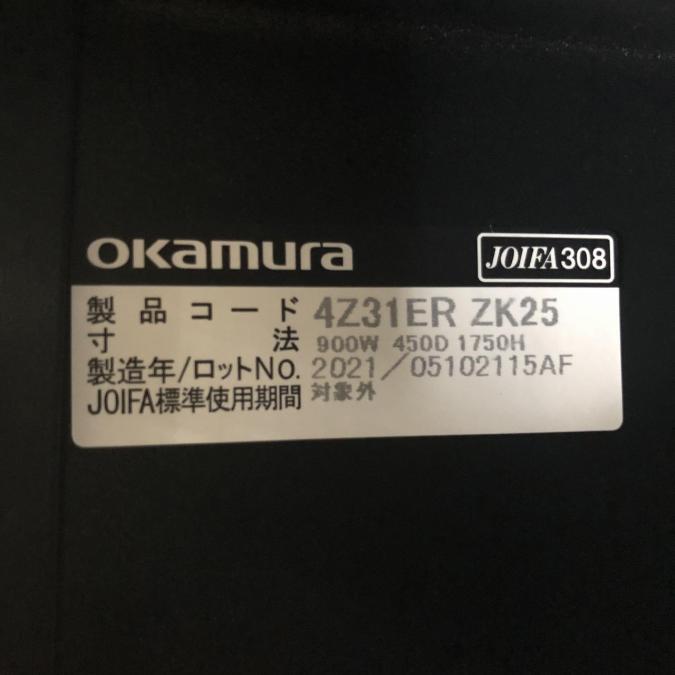 okamura
JOIFA308
製品コード 4Z31ER ZK25
寸法 900W 450D 1750H
製造年/ロットNo. 2021/05102115AF
JOIFA標準使用期間 対象外